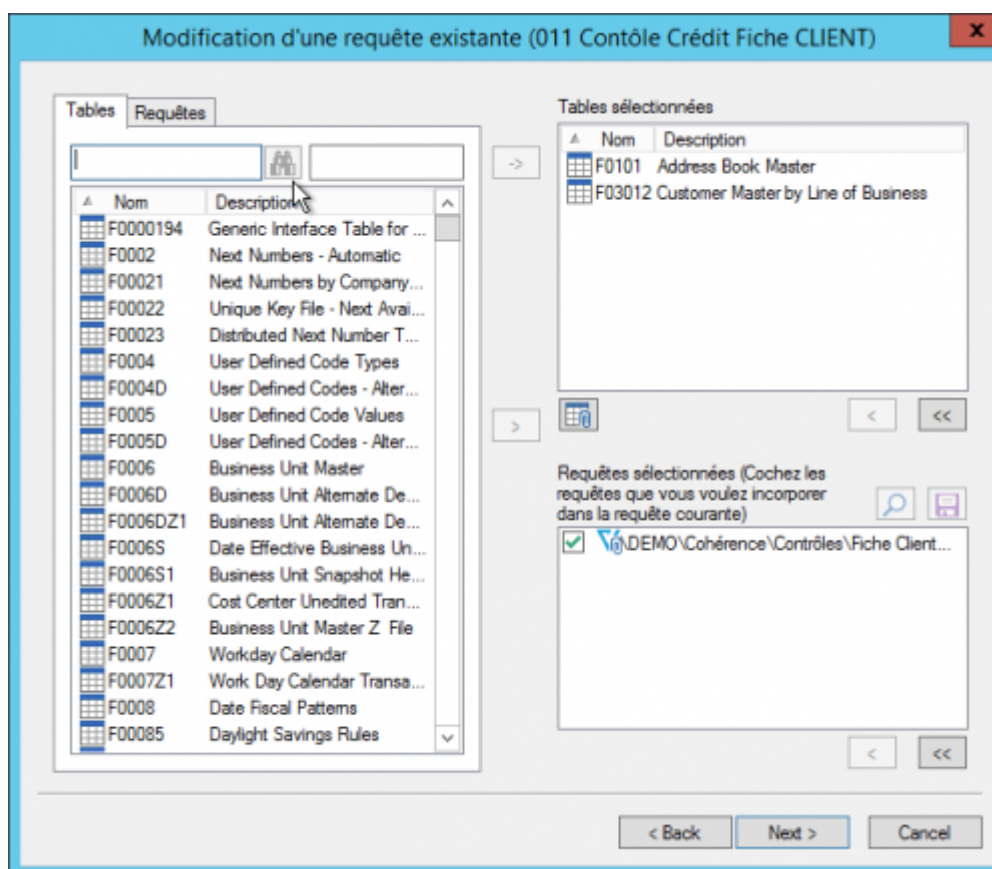 Modification d'une requête existante (011 Contôle Crédit Fiche CLIENT)
x
Tables
Requêtes
Nom Description
F0000194 Generic Interface Table for ...
F0002 Next Numbers - Automatic
F00021 Next Numbers by Company...
F00022 Unique Key File - Next Avai...
F00023 Distributed Next Number T...
F0004 User Defined Code Types
F0004D User Defined Codes - Alter...
F0005 User Defined Code Values
F0005D User Defined Codes - Alter...
F0006 Business Unit Master
F0006D Business Unit Alternate De...
F0006DZ1 Business Unit Alternate De...
F0006S Date Effective Business Un...
F0006S1 Business Unit Snapshot He...
F0006Z1 Cost Center Unedited Tran...
F0006Z2 Business Unit Master Z File
F0007 Workday Calendar
F0007Z1 Work Day Calendar Transa...
F0008 Date Fiscal Patterns
F00085 Daylight Savings Rules
->
>
Tables sélectionnées
Nom Description
F0101 Address Book Master
F03012 Customer Master by Line of Business
< <<
Requêtes sélectionnées (Cochez les
requêtes que vous voulez incorporer
dans la requête courante)
\DEMO\Cohérence\Contrôles\Fiche Client...
< <<
< Back Next > Cancel